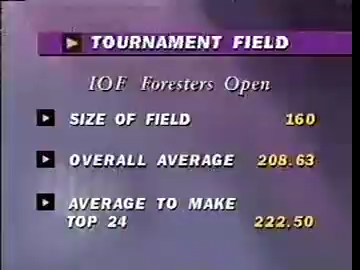 TOURNAMENT FIELD
IOF Foresters Open
SIZE OF FIELD 160
OVERALL AVERAGE 208.63
AVERAGE TO MAKE
TOP 24 222.50